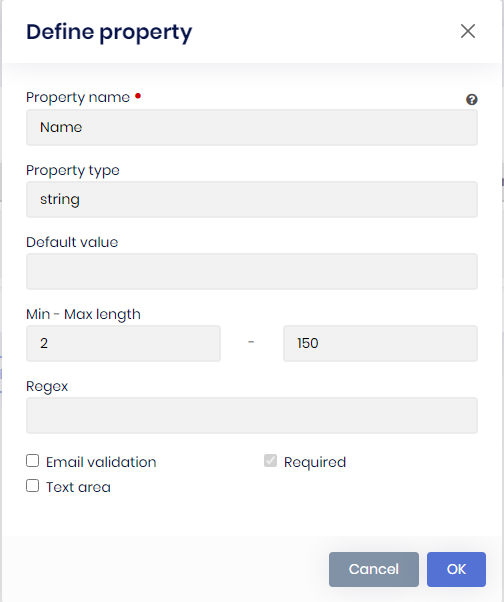 Define property
Property name •
Name
Property type
string
Default value
Min - Max length
2 - 150
Regex
Email validation Required
Text area
Cancel OK